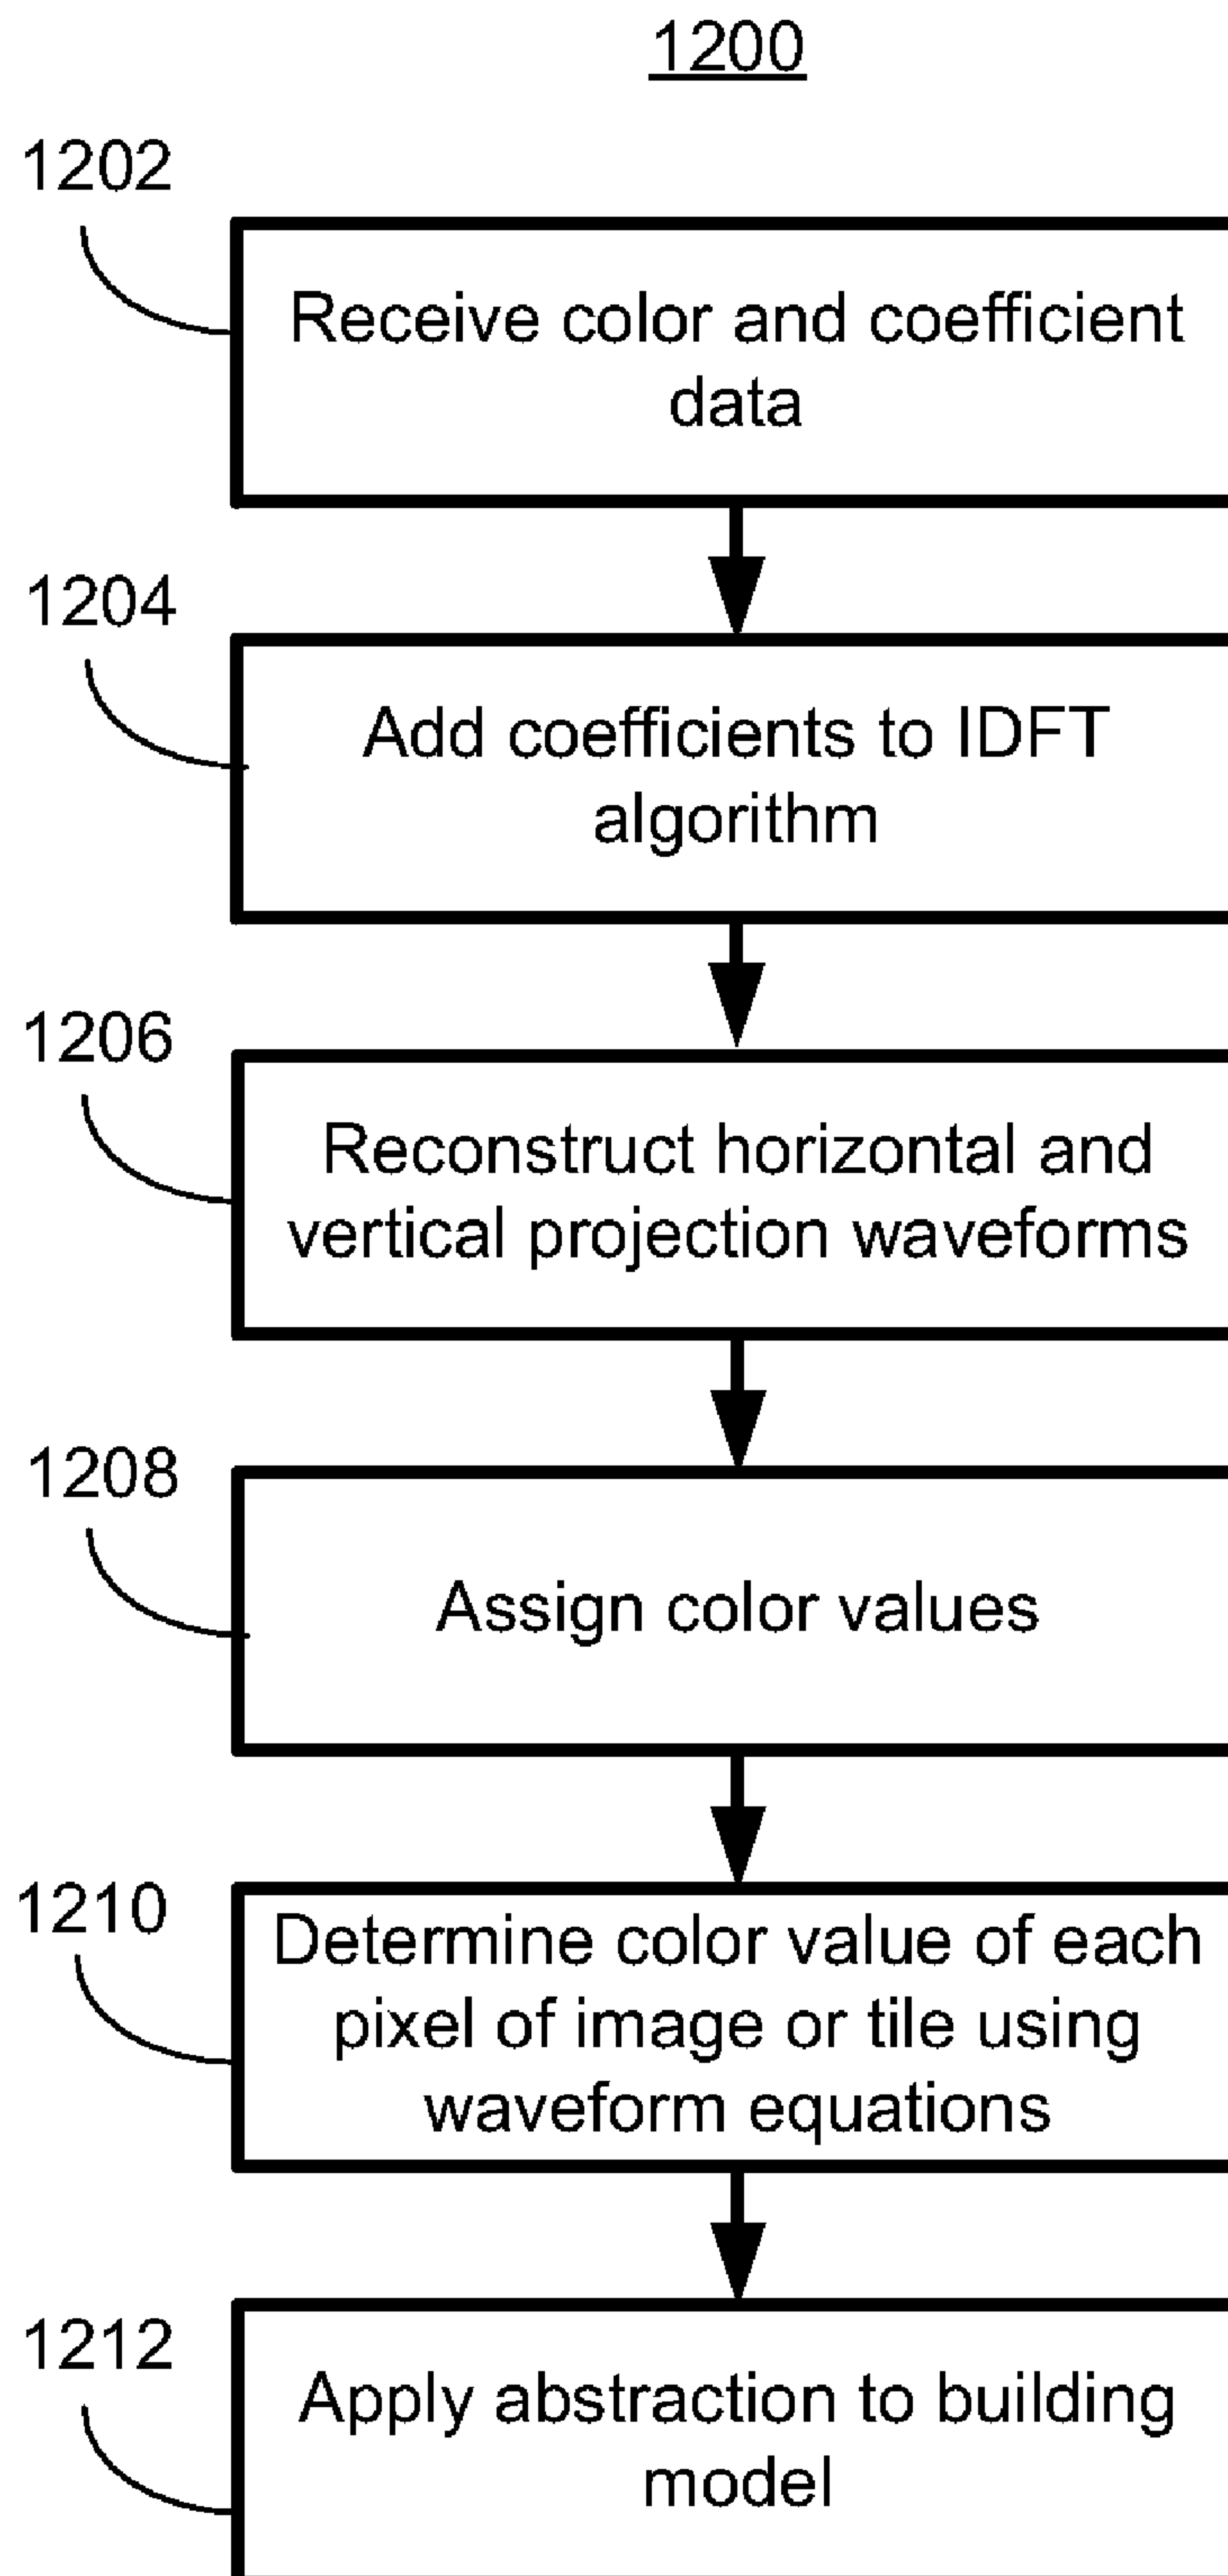 1200
1202
Receive color and coefficient
data
1204
Add coefficients to IDFT
algorithm
1206
Reconstruct horizontal and
vertical projection waveforms
1208
Assign color values
1210
Determine color value of each
pixel of image or tile using
waveform equations
1212
Apply abstraction to building
model